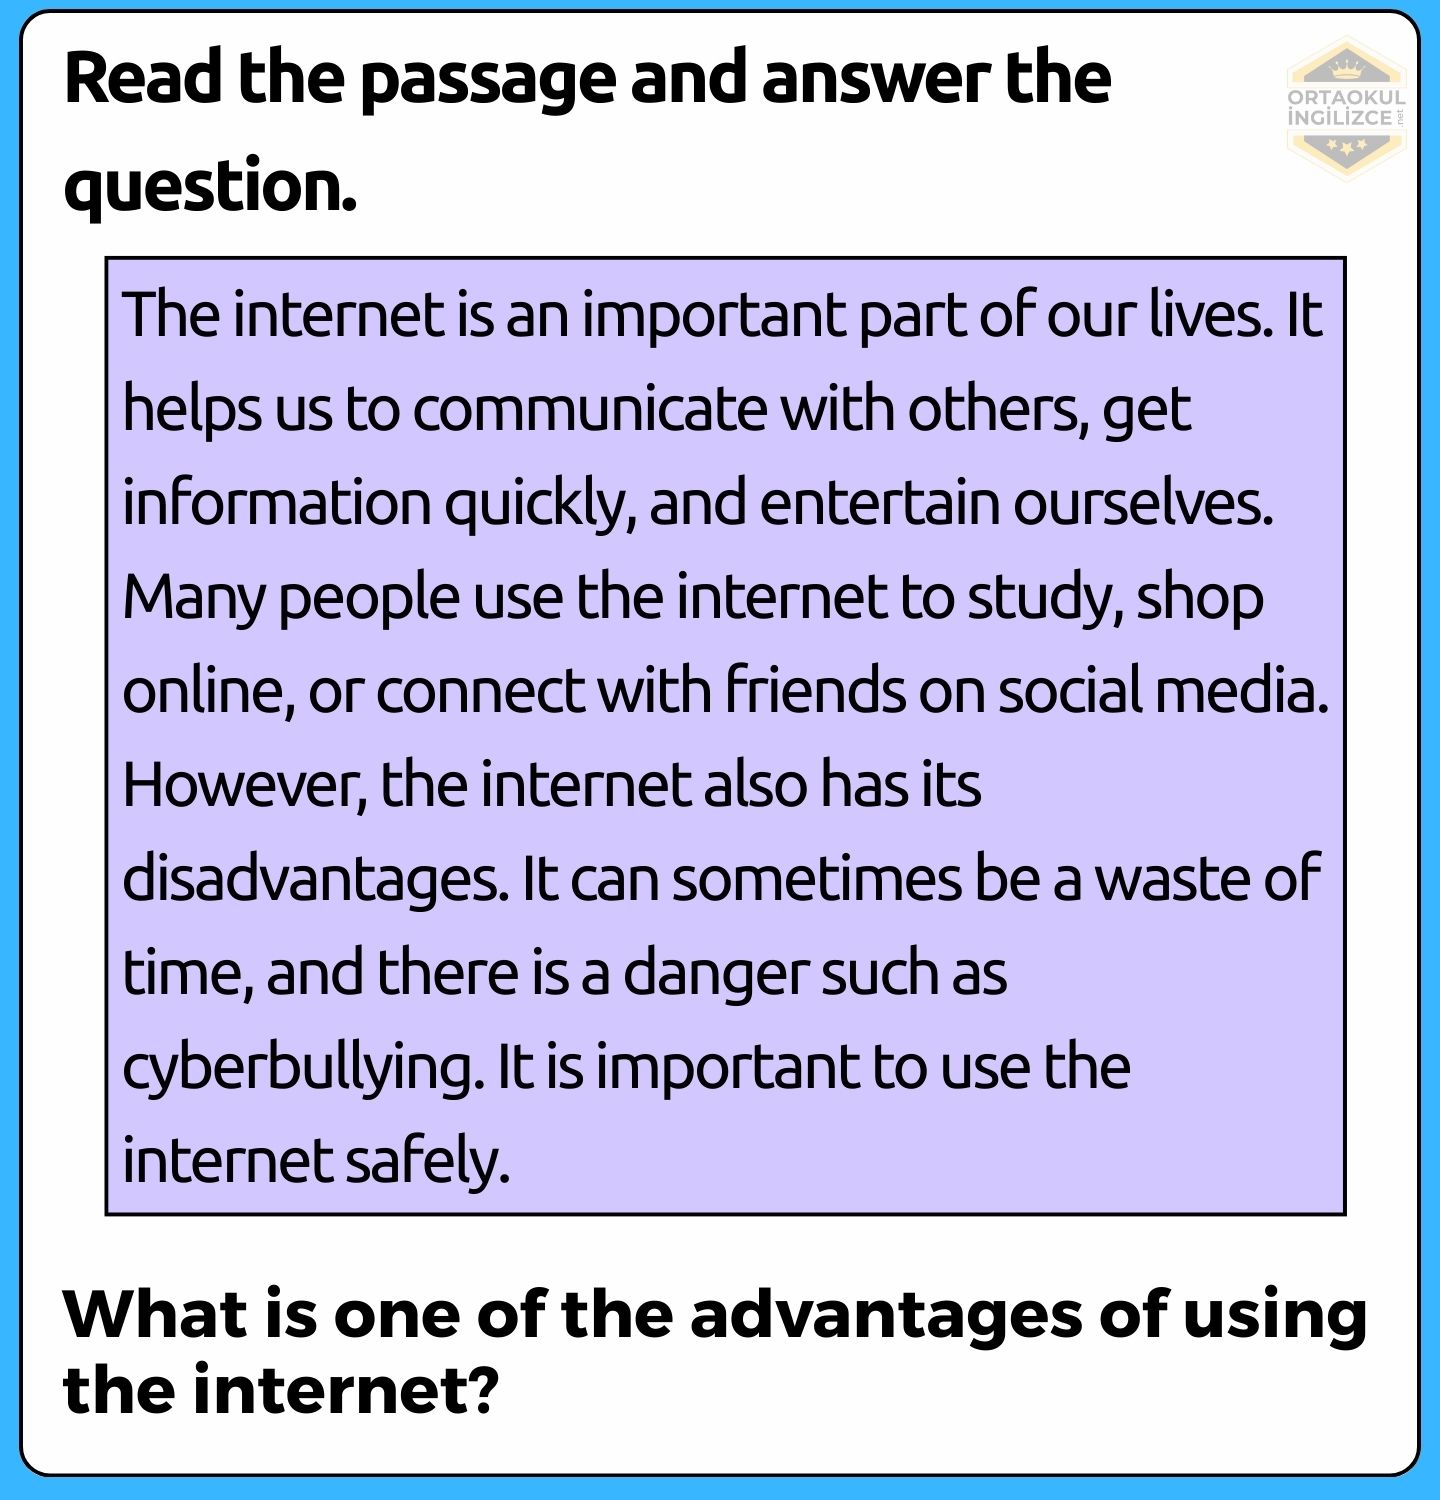 Read the passage and answer the
question.
ORTAOKUL
İNGİLİZCE
.net
The internet is an important part of our lives. It
helps us to communicate with others, get
information quickly, and entertain ourselves.
Many people use the internet to study, shop
online, or connect with friends on social media.
However, the internet also has its
disadvantages. It can sometimes be a waste of
time, and there is a danger such as
cyberbullying. It is important to use the
internet safely.
What is one of the advantages of using
the internet?